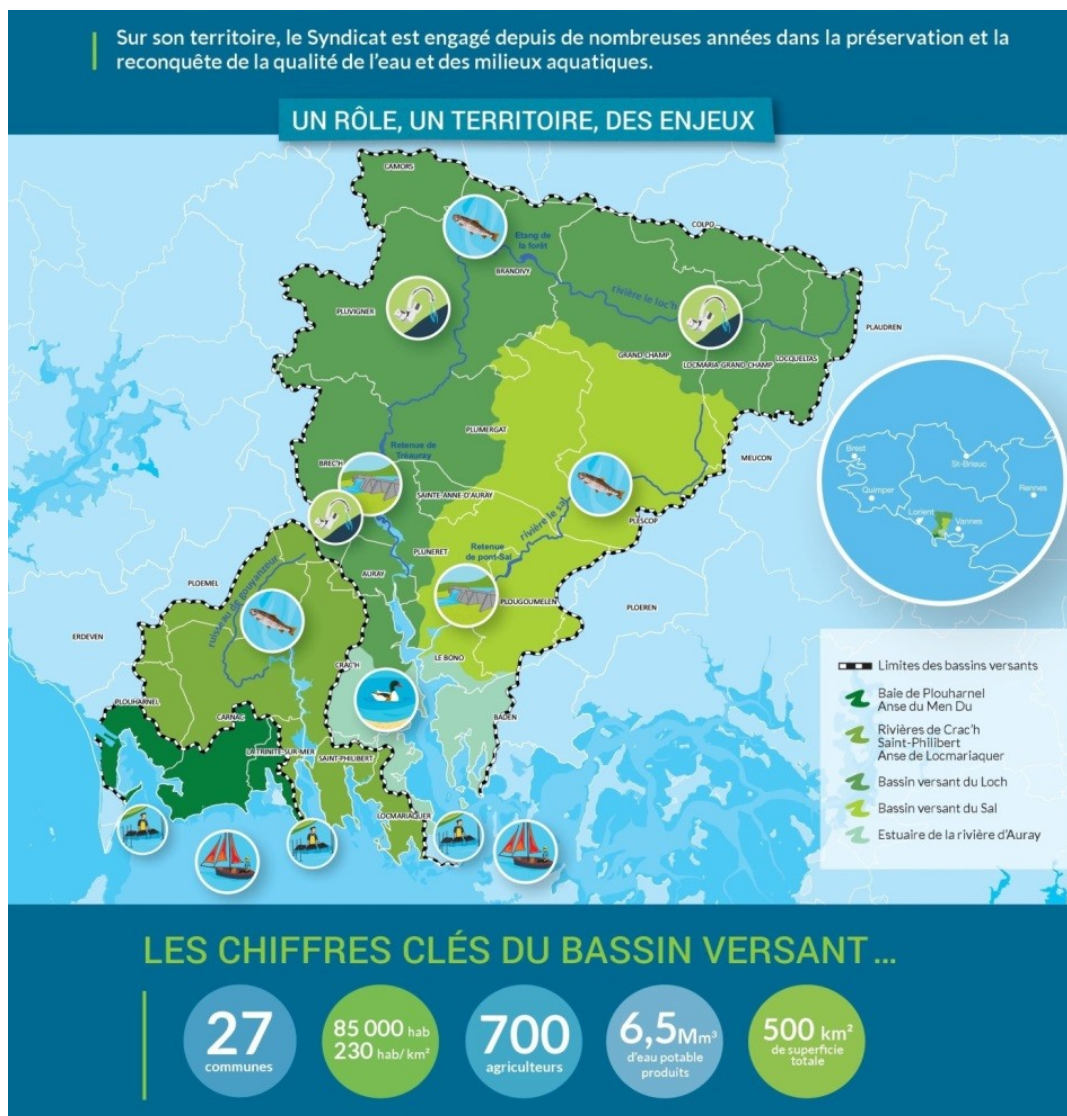 Sur son territoire, le Syndicat est engagé depuis de nombreuses années dans la préservation et la
reconquête de la qualité de l'eau et des milieux aquatiques.
UN RÔLE, UN TERRITOIRE, DES ENJEUX
CAMORS
COLPO
Etang de
la forêt
BRANDIVY
rivière le loc'h
PLUVIGNER
PLAUDREN
GRAND-CHAMP
LOCMARIA-GRAND-CHAMP
LOCQUELTAS
PLUMERGAT
Retenue de
Tréauray
BREC'H
MEUCON
SAINTE-ANNE-D'AURAY
rivière le sal
PLESCOP
PLUNERET
Retenue
de pont-Sal
AURAY
PLOEMEL
ruisseau de gouyanzeur
PLOUGOUMELEN
PLOEREN
ERDEVEN
CRAC'H
LE BONO
PLOUHARNEL
CARNAC
BADEN
LA TRINITE-SUR-MER
SAINT-PHILIBERT
LOCMARIAQUER
Brest
St-Brieuc
Quimper
Rennes
Lorient
Vannes
Limites des bassins versants
Baie de Plouharnel
Anse du Men Du
Rivières de Crac'h
Saint-Philibert
Anse de Locmariaquer
Bassin versant du Loch
Bassin versant du Sal
Estuaire de la rivière d'Auray
LES CHIFFRES CLÉS DU BASSIN VERSANT ...
27
communes
85 000 hab
230 hab/km²
700
agriculteurs
6,5Mm³
d'eau potable
produits
500 km²
de superficie
totale